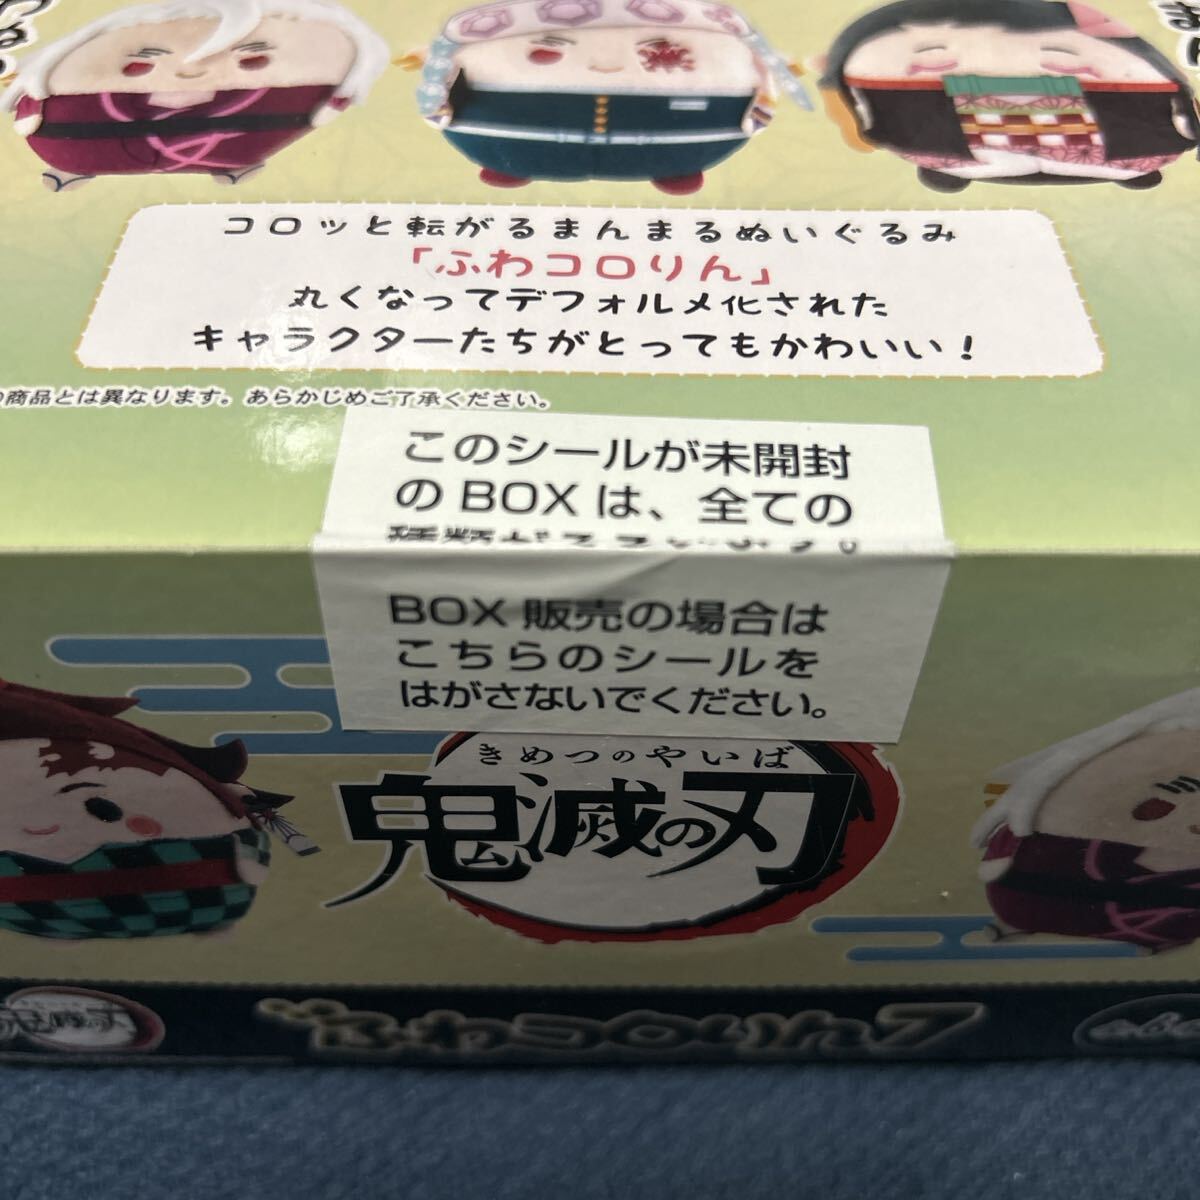 コロッと転がるまんまるぬいぐるみ
「ふわコロりん」
丸くなってデフォルメ化された
キャラクターたちがとってもかわいい！
商品とは異なります。あらかじめご了承ください。
このシールが未開封
のBOXは、全ての
BOX 販売の場合は
こちらのシールを
はがさないでください。
きめつのやいば
鬼滅の刃
ふわコロりん7